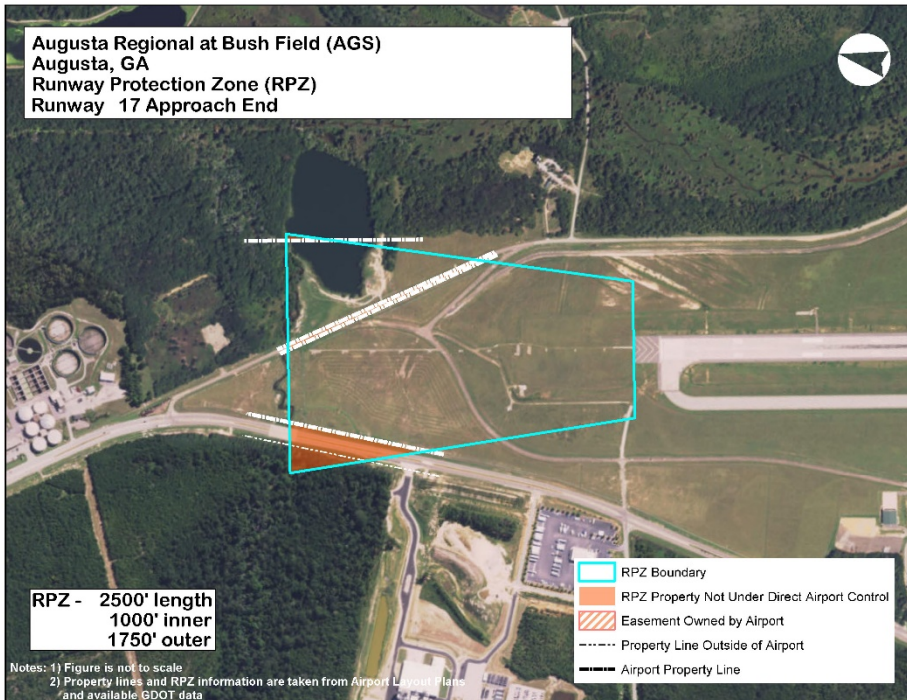 Augusta Regional at Bush Field (AGS)
Augusta, GA
Runway Protection Zone (RPZ)
Runway 17 Approach End
RPZ - 2500' length
1000' inner
1750' outer
Notes: 1) Figure is not to scale
2) Property lines and RPZ information are taken from Airport Layout Plans
and available GDOT data
RPZ Boundary
RPZ Property Not Under Direct Airport Control
Easement Owned by Airport
Property Line Outside of Airport
Airport Property Line